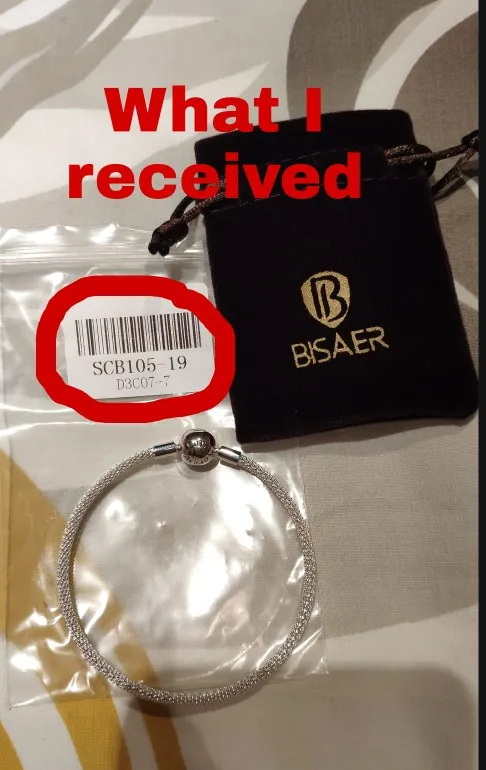 What I
received
SCB105-19
D3C07-7
B
BISAER